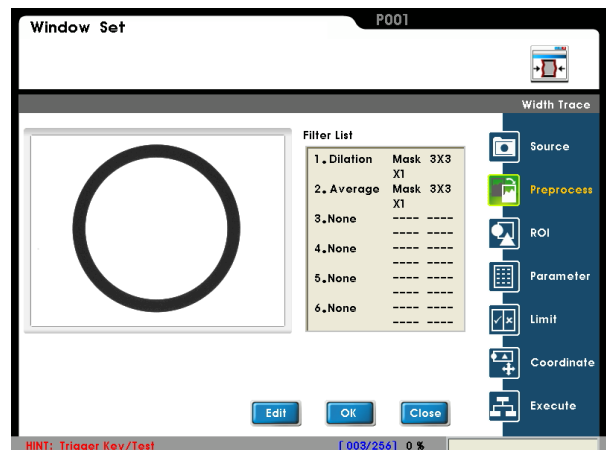 Window Set
P001
Width Trace
Filter List
1.Dilation Mask 3X3
X1
2.Average Mask 3X3
X1
3.None ---- ----
---- ----
4.None ---- ----
---- ----
5.None ---- ----
---- ----
6.None ---- ----
---- ----
Source
Preprocess
ROI
Parameter
Limit
Coordinate
Execute
Edit
OK
Close
HINT: Trigger Key/Test
[ 003/256] 0 %